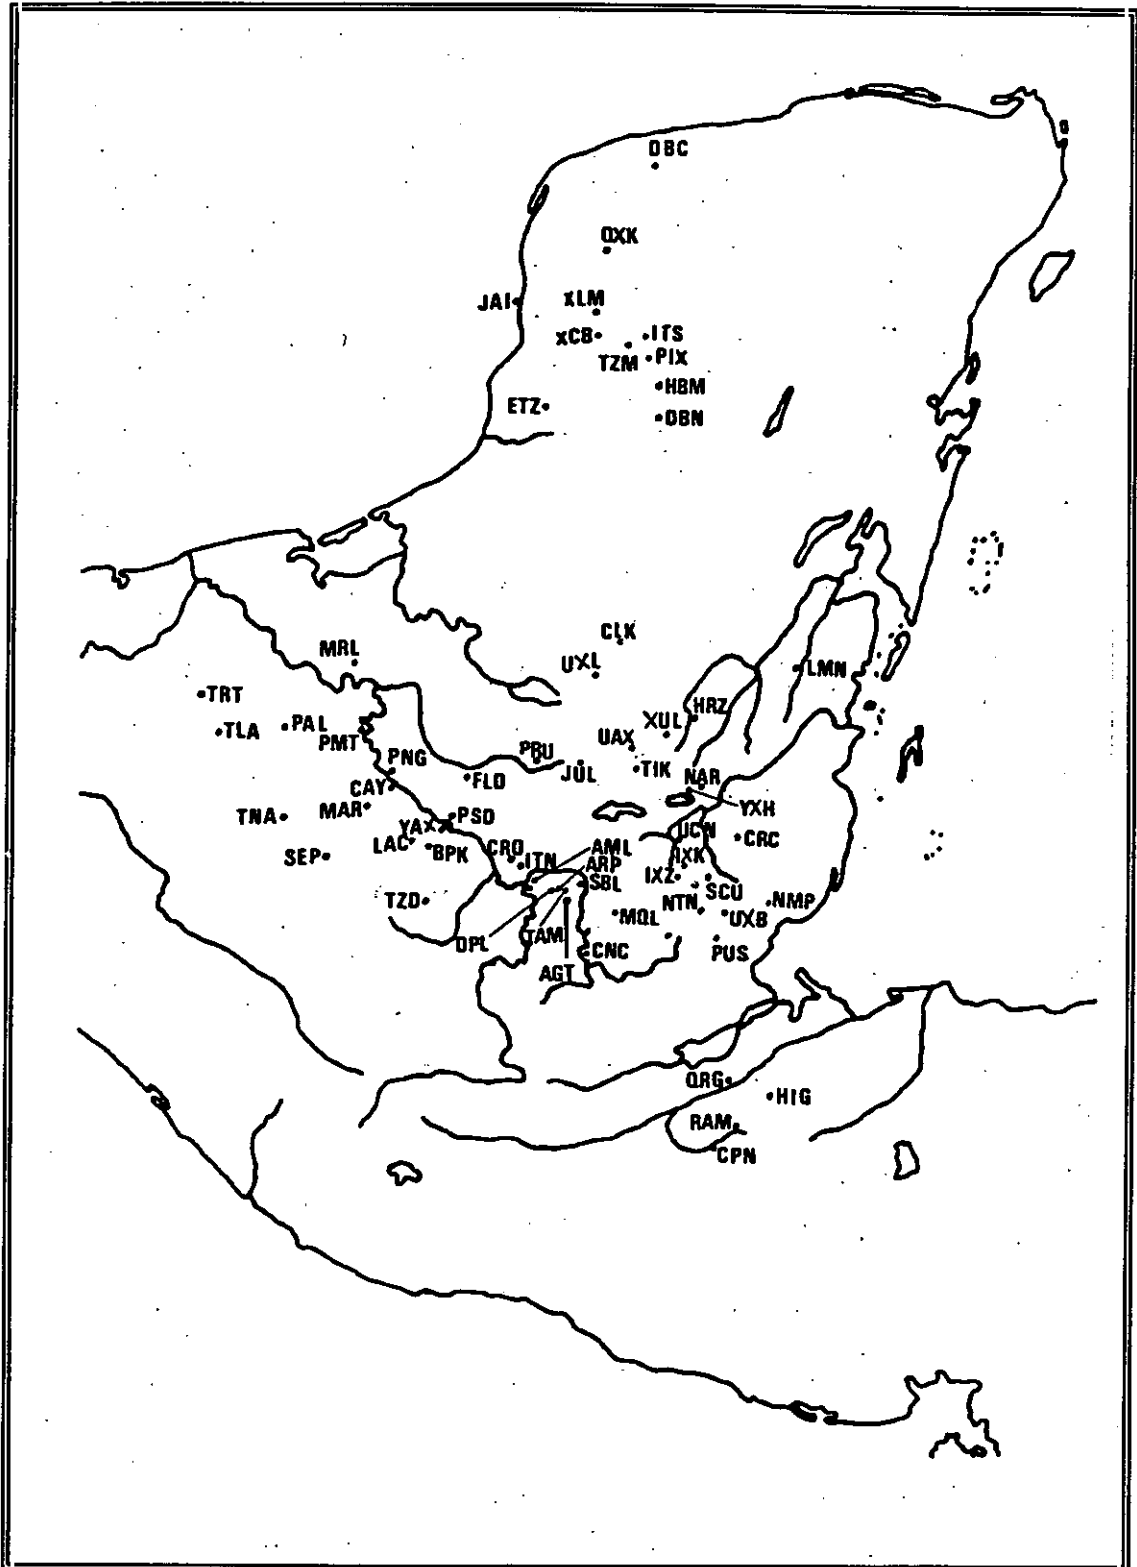 DBC
OXK
JAI
XLM
XCB
ITS
TZM
PIX
HBM
ETZ
DBN
CLK
MRL
UXL
LMN
TRT
HRZ
TLA
PAL
PMT
XUL
UAX
PNG
PBU
JUL
TIK
FLD
NAR
CAY
YXH
TNA
MAR
PSD
YAX
UCN
CRC
LAC
BPK
CRO
AML
SEP
ITN
ARP
IXK
SBL
IXZ
SCU
TZD
NTN
NMP
MQL
UXB
DPL
TAM
CNC
PUS
AGT
QRG
HIG
RAM
CPN